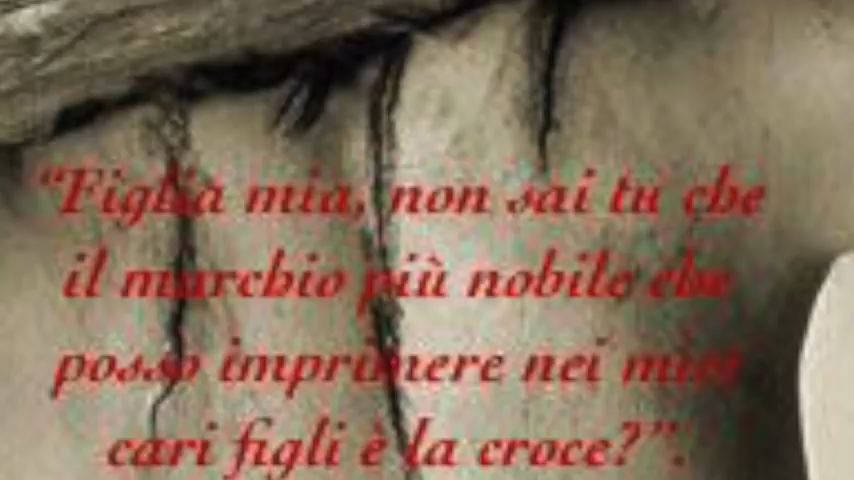 “Figlia mia, non sai tu che
il marchio più nobile che
posso imprimere nei miei
cari figli è la croce?”.